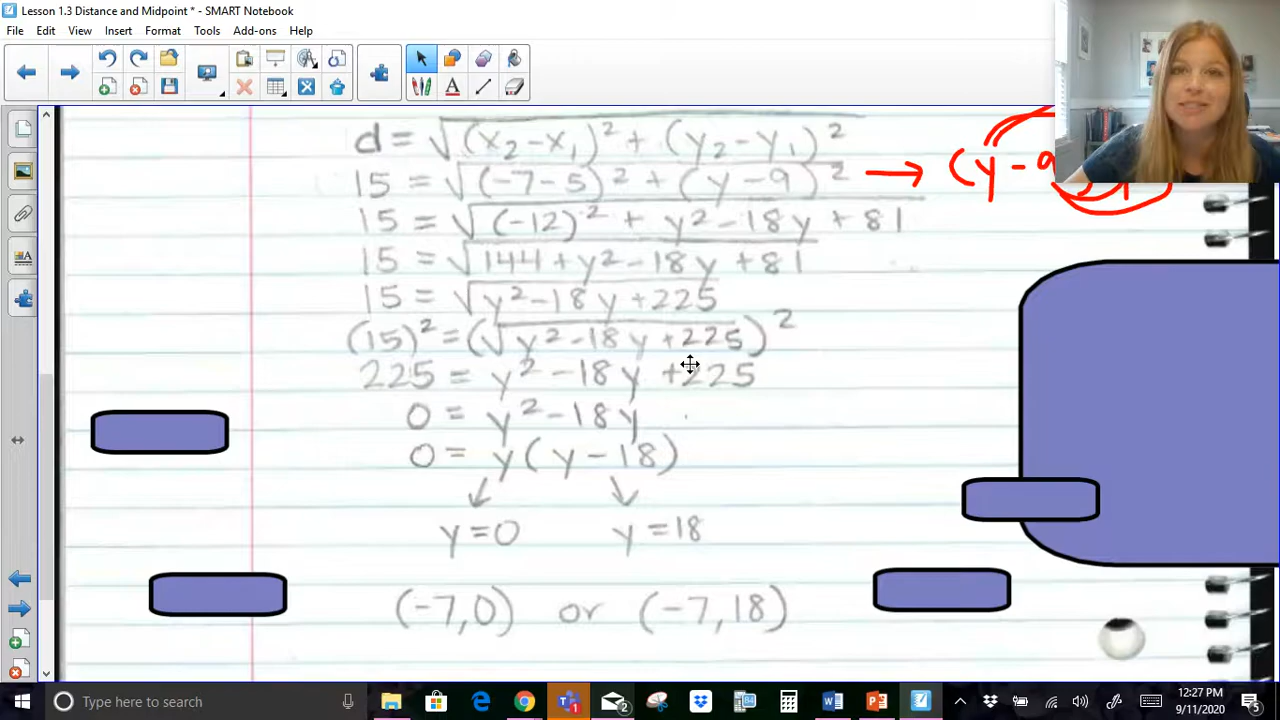 Lesson 1.3 Distance and Midpoint * - SMART Notebook
File Edit View Insert Format Tools Add-ons Help
d = √(x₂-x₁)² + (y₂-y₁)²
15 = √(-7-5)² + (y-9)² → (y-9
15 = √(-12)² + y²-18y+81
15 = √144+y²-18y+81
15 = √y²-18y+225
(15)² = (√y²-18y+225)²
225 = y²-18y+225
0 = y²-18y
0 = y(y-18)
y=0 y=18
(-7,0) or (-7,18)
Type here to search
12:27 PM
9/11/2020